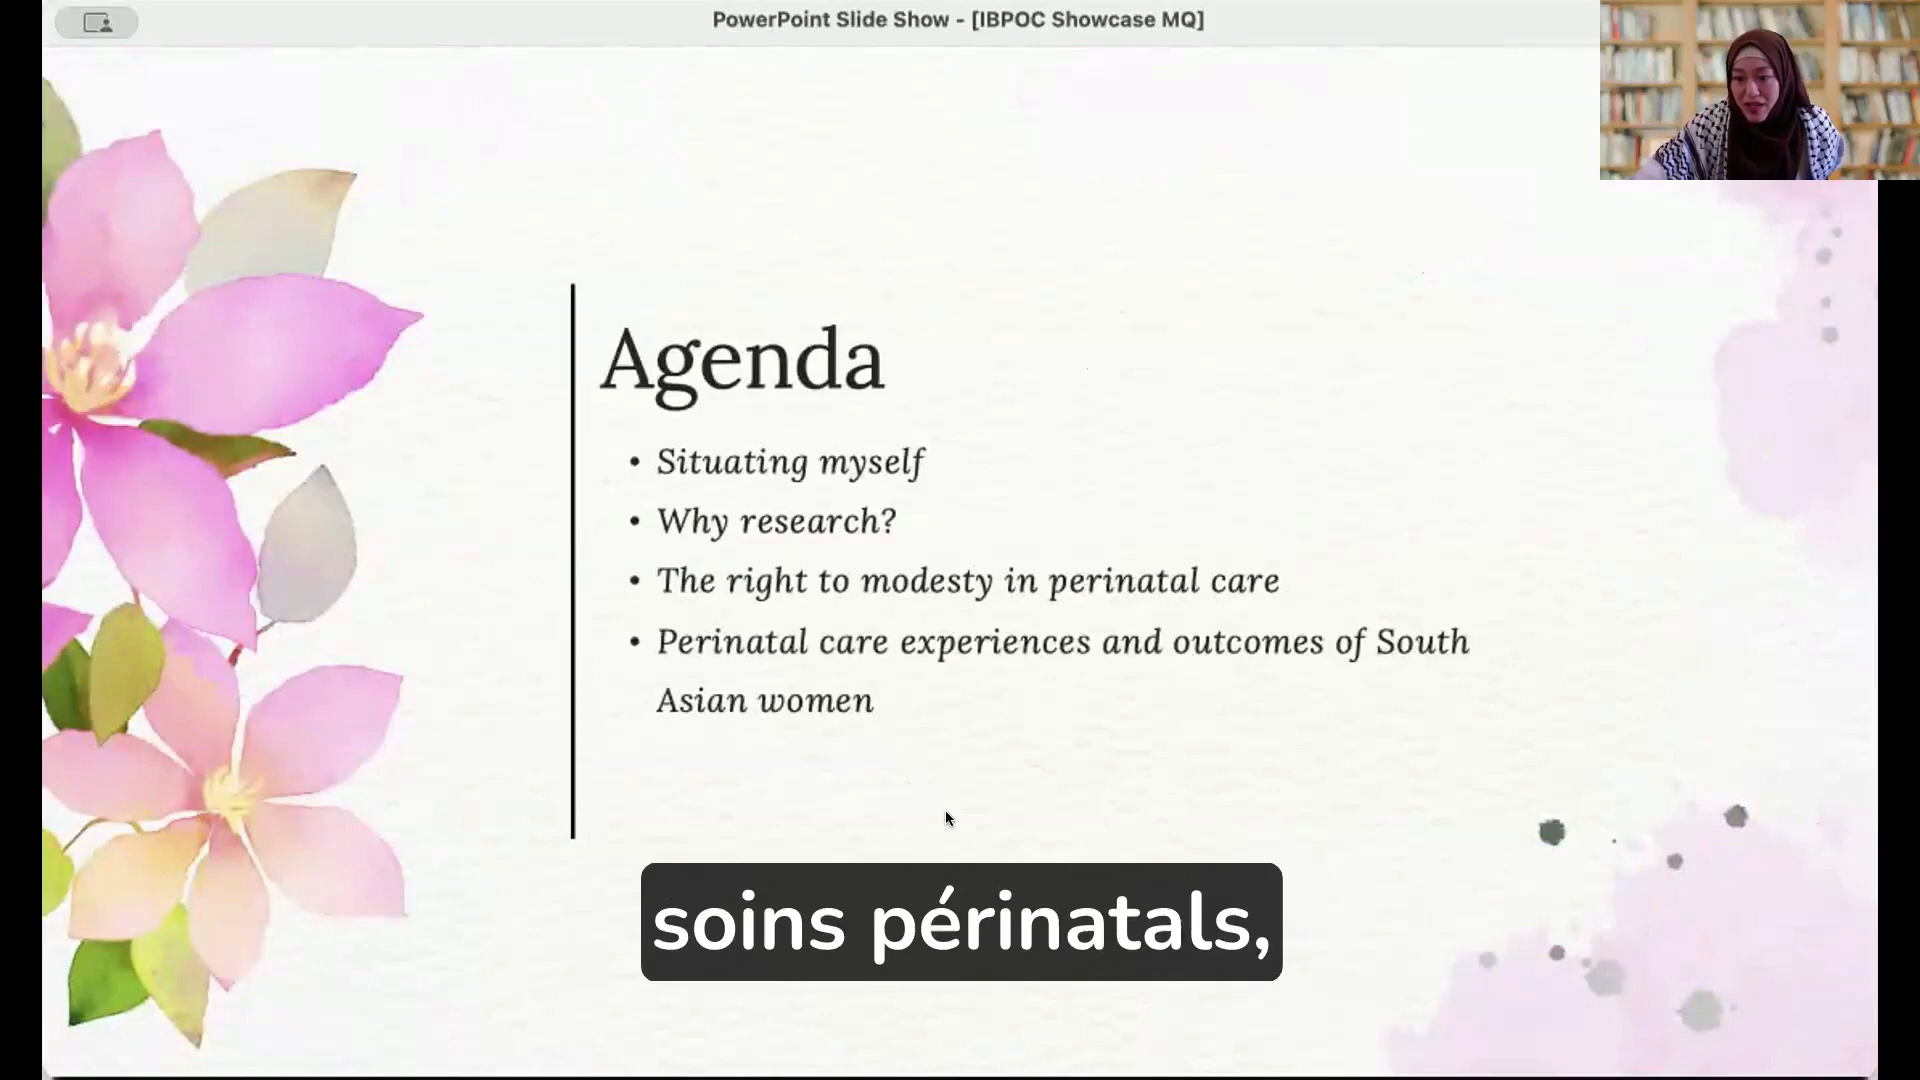 PowerPoint Slide Show - [IBPOC Showcase MQ]
Agenda
• Situating myself
• Why research?
• The right to modesty in perinatal care
• Perinatal care experiences and outcomes of South
Asian women
soins périnatals,